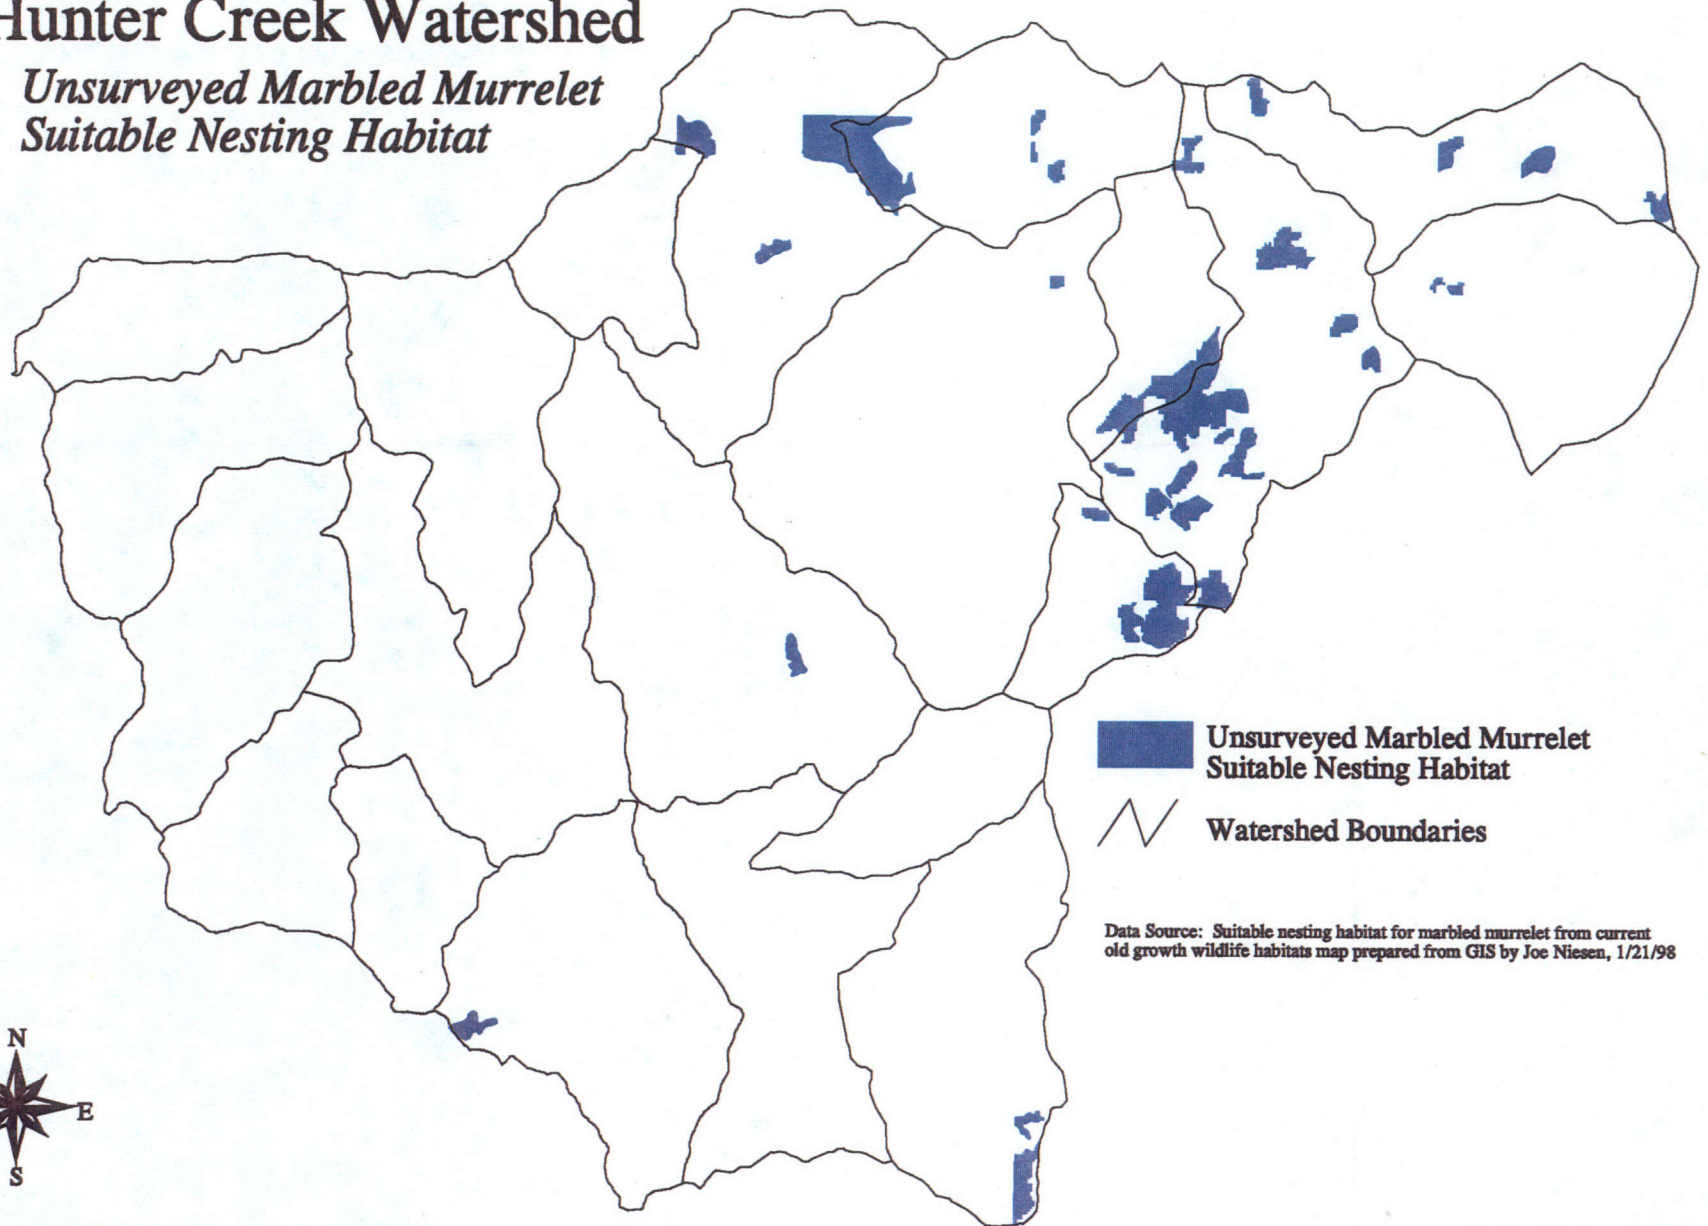 Hunter Creek Watershed
Unsurveyed Marbled Murrelet
Suitable Nesting Habitat
Unsurveyed Marbled Murrelet
Suitable Nesting Habitat
Watershed Boundaries
Data Source: Suitable nesting habitat for marbled murrelet from current
old growth wildlife habitats map prepared from GIS by Joe Niesen, 1/21/98
N
E
S